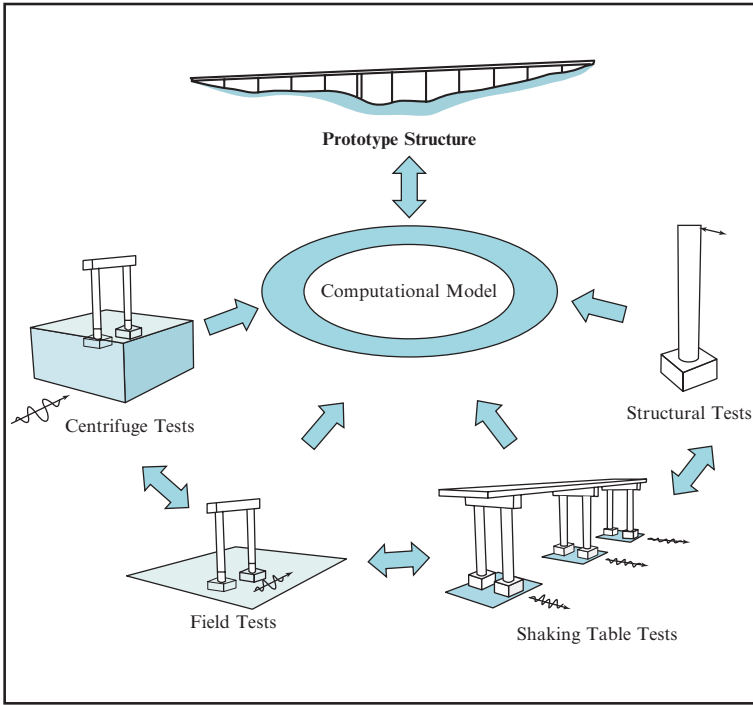 Prototype Structure
Computational Model
Centrifuge Tests
Structural Tests
Field Tests
Shaking Table Tests